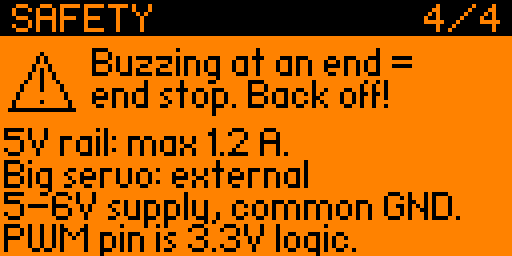 SAFETY 4/4
Buzzing at an end =
end stop. Back off!
5V rail: max 1.2 A.
Big servo: external
5-6V supply, common GND.
PWM pin is 3.3V logic.